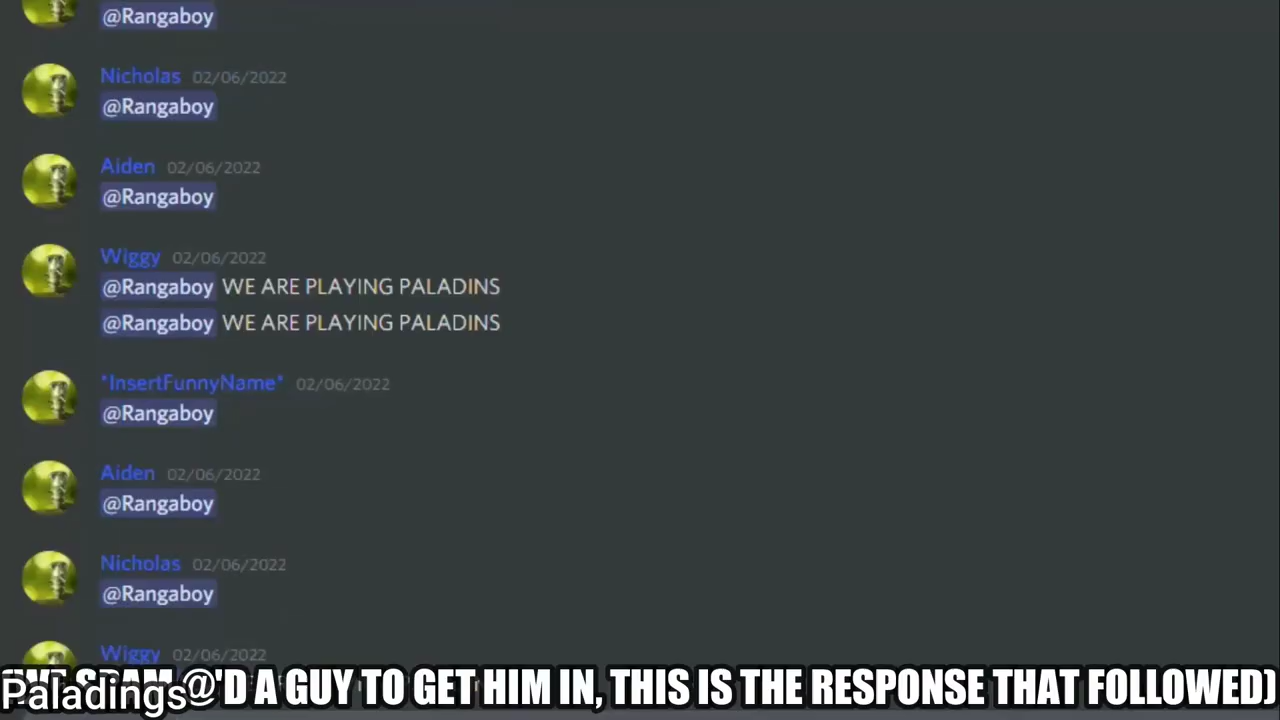 @Rangaboy
Nicholas 02/06/2022
@Rangaboy
Aiden 02/06/2022
@Rangaboy
Wiggy 02/06/2022
@Rangaboy WE ARE PLAYING PALADINS
@Rangaboy WE ARE PLAYING PALADINS
*InsertFunnyName* 02/06/2022
@Rangaboy
Aiden 02/06/2022
@Rangaboy
Nicholas 02/06/2022
@Rangaboy
Wiggy 02/06/2022
SPAM @'D A GUY TO GET HIM IN, THIS IS THE RESPONSE THAT FOLLOWED)
Paladings